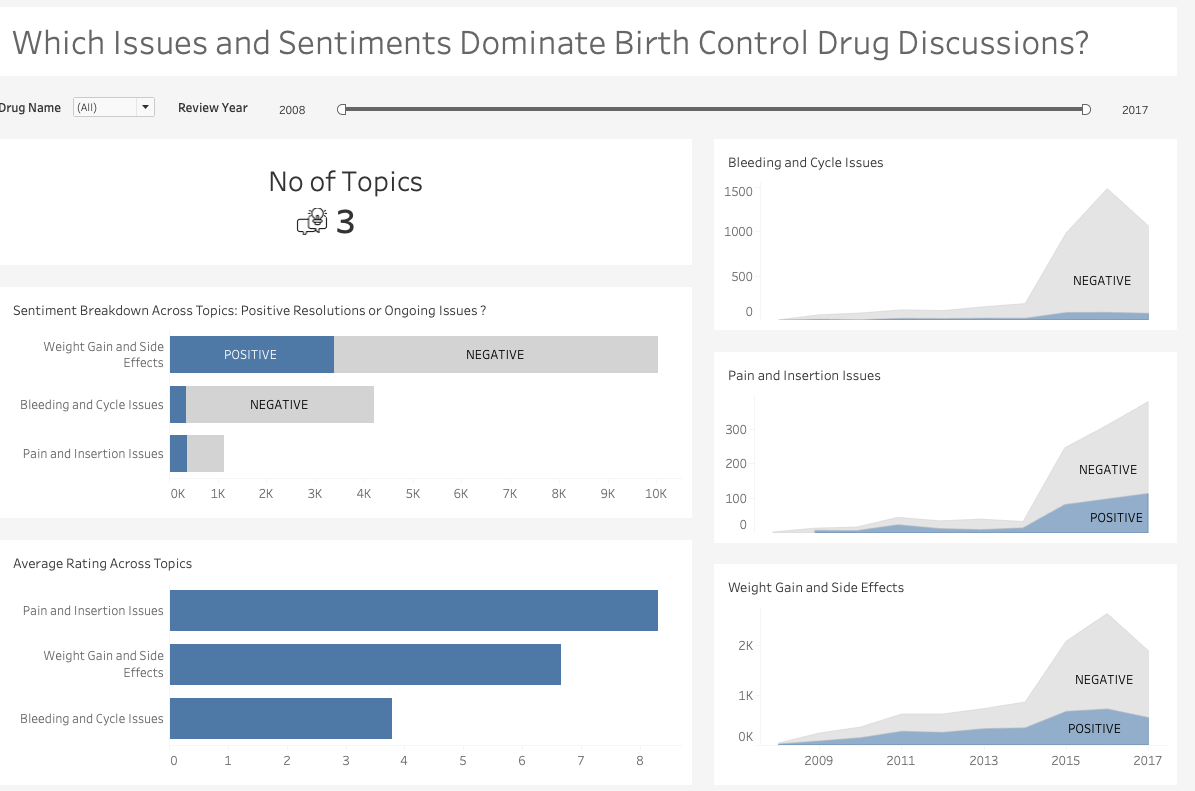 Which Issues and Sentiments Dominate Birth Control Drug Discussions?
Drug Name (All) Review Year 2008 2017
No of Topics
3
Sentiment Breakdown Across Topics: Positive Resolutions or Ongoing Issues ?
Weight Gain and Side
Effects
POSITIVE NEGATIVE
Bleeding and Cycle Issues NEGATIVE
Pain and Insertion Issues
0K 1K 2K 3K 4K 5K 6K 7K 8K 9K 10K
Average Rating Across Topics
Pain and Insertion Issues
Weight Gain and Side
Effects
Bleeding and Cycle Issues
0 1 2 3 4 5 6 7 8
Bleeding and Cycle Issues
1500
1000
500
0
NEGATIVE
Pain and Insertion Issues
300
200
100
0
NEGATIVE
POSITIVE
Weight Gain and Side Effects
2K
1K
0K
NEGATIVE
POSITIVE
2009 2011 2013 2015 2017